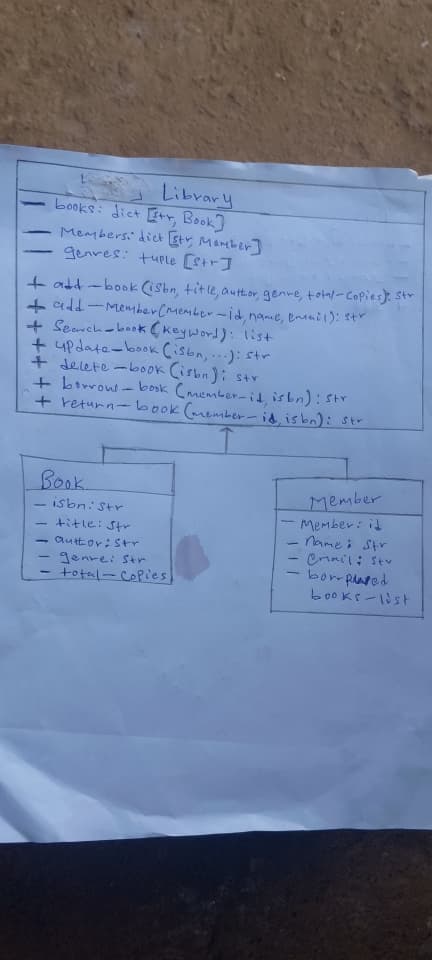 Library
— books: dict [str, Book]
— Members: dict [str, Member]
— genres: tuple [str]
+ add-book (isbn, title, author, genre, total-copies): str
+ add-Member (member-id, name, email): str
+ Search-book (Keyword): list
+ update-book (isbn, ...): str
+ delete-book (isbn): str
+ borrow-book (member-id, isbn): str
+ return-book (member-id, isbn): str
Book
- isbn: str
- title: str
- author: str
- genre: str
- total-copies
Member
- Member: id
- name: str
- email: str
- borrowed
books-list